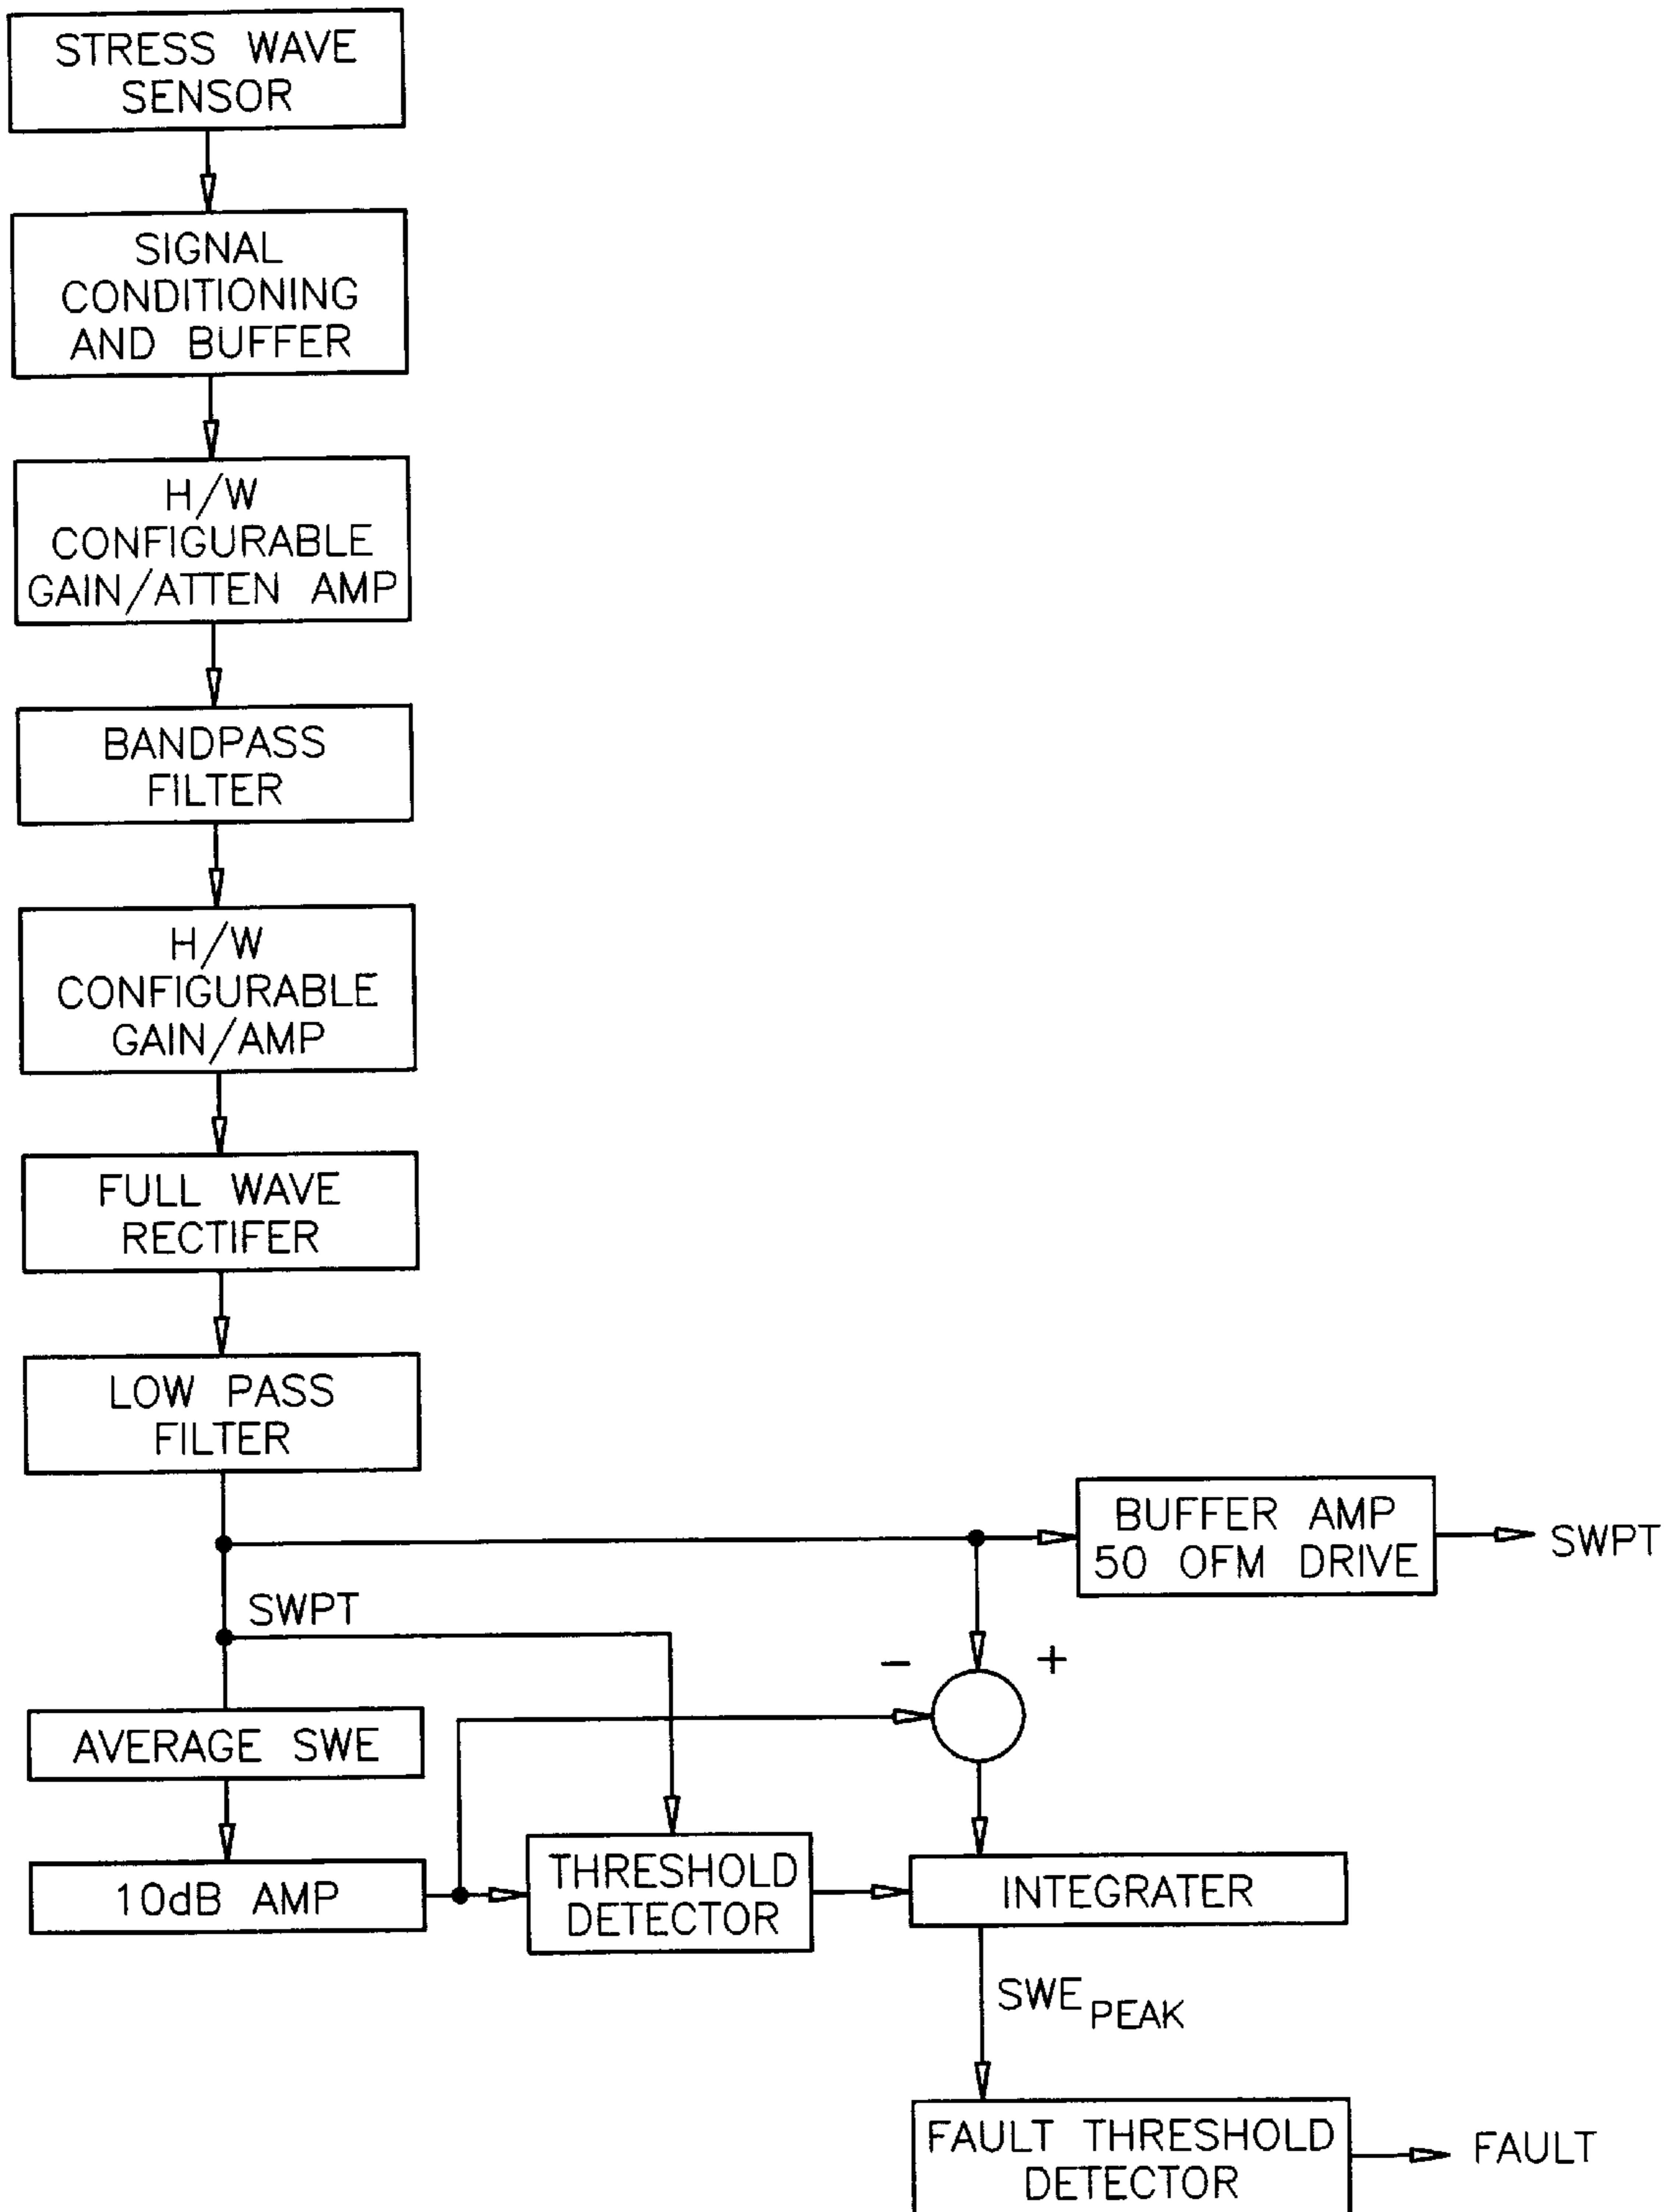 STRESS WAVE
SENSOR
SIGNAL
CONDITIONING
AND BUFFER
H/W
CONFIGURABLE
GAIN/ATTEN AMP
BANDPASS
FILTER
H/W
CONFIGURABLE
GAIN/AMP
FULL WAVE
RECTIFER
LOW PASS
FILTER
BUFFER AMP
50 OFM DRIVE
SWPT
SWPT
- +
AVERAGE SWE
10dB AMP
THRESHOLD
DETECTOR
INTEGRATER
SWE PEAK
FAULT THRESHOLD
DETECTOR
FAULT